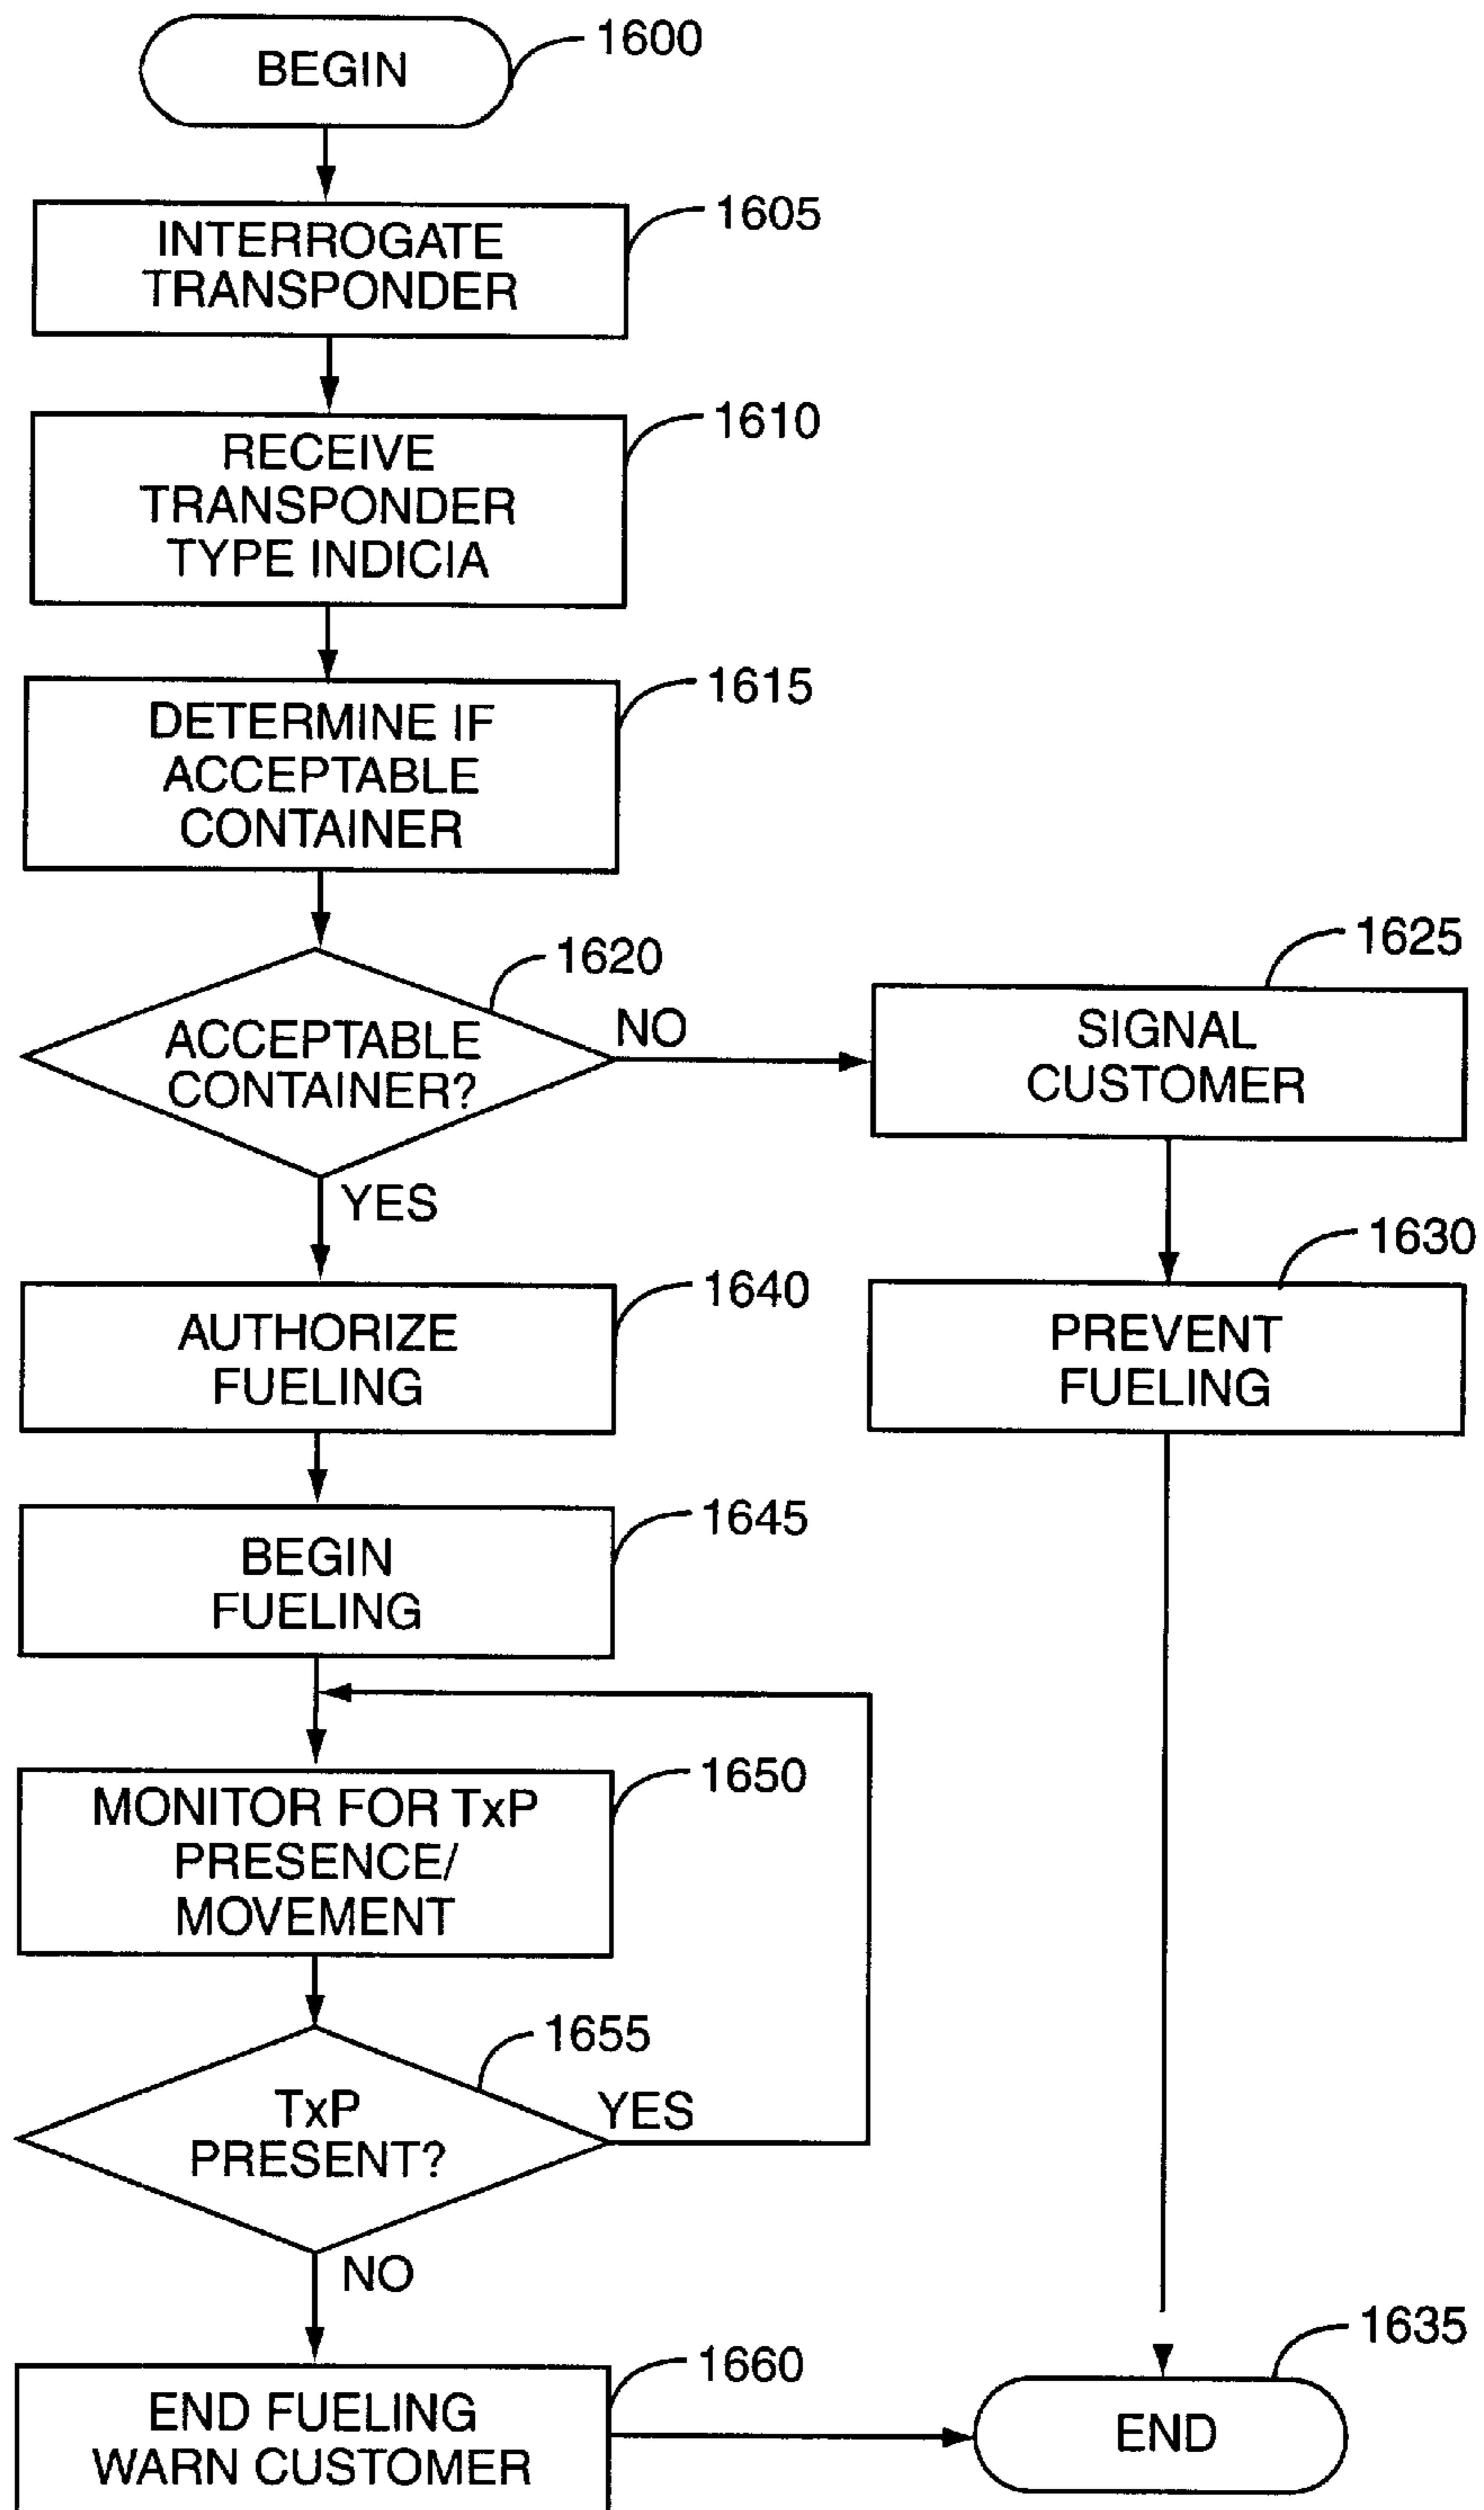 BEGIN
1600
INTERROGATE
TRANSPONDER
1605
RECEIVE
TRANSPONDER
TYPE INDICIA
1610
DETERMINE IF
ACCEPTABLE
CONTAINER
1615
ACCEPTABLE
CONTAINER?
1620
NO
YES
SIGNAL
CUSTOMER
1625
PREVENT
FUELING
1630
AUTHORIZE
FUELING
1640
BEGIN
FUELING
1645
MONITOR FOR TxP
PRESENCE/
MOVEMENT
1650
TxP
PRESENT?
1655
YES
NO
END FUELING
WARN CUSTOMER
1660
END
1635